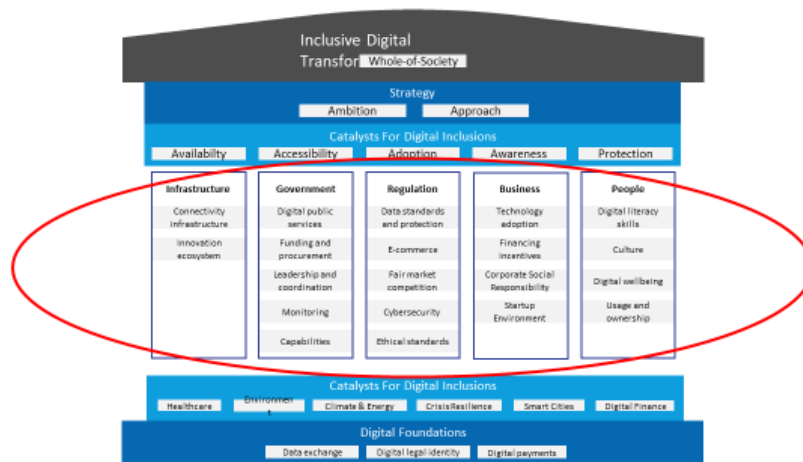 Inclusive Digital
Transfor Whole-of-Society
Strategy
Ambition Approach
Catalysts For Digital Inclusions
Availabilty Accessibility Adoption Awareness Protection
Infrastructure
Connectivity
infrastructure
Innovation
ecosystem
Government
Digital public
services
Funding and
procurement
Leadership and
coordination
Monitoring
Capabilities
Regulation
Data standards
and protection
E-commerce
Fair market
competition
Cybersecurity
Ethical standards
Business
Technology
adoption
Financing
Incentives
Corporate Social
Responsibility
Startup
Environment
People
Digital literacy
skills
Culture
Digital wellbeing
Usage and
ownership
Catalysts For Digital Inclusions
Healthcare Environmen
t Climate & Energy Crisis Resilience Smart Cities Digital Finance
Digital Foundations
Data exchange Digital legal identity Digital payments